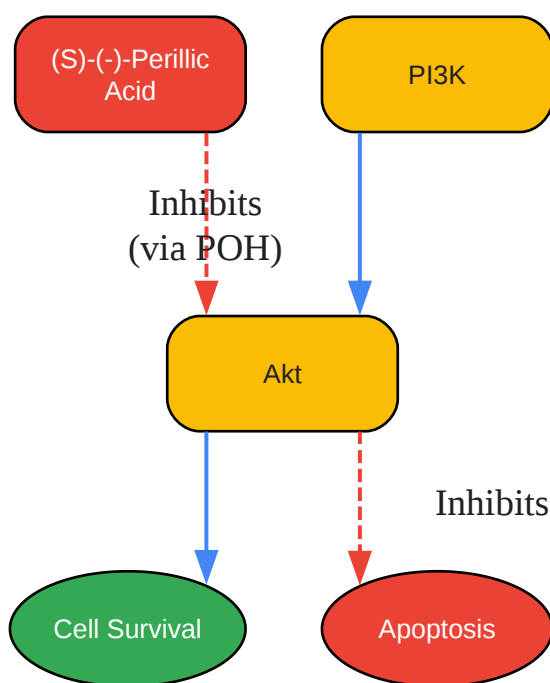 (S)-(-)-Perillic
Acid
PI3K
Inhibits
(via POH)
Akt
Inhibits
Cell Survival
Apoptosis